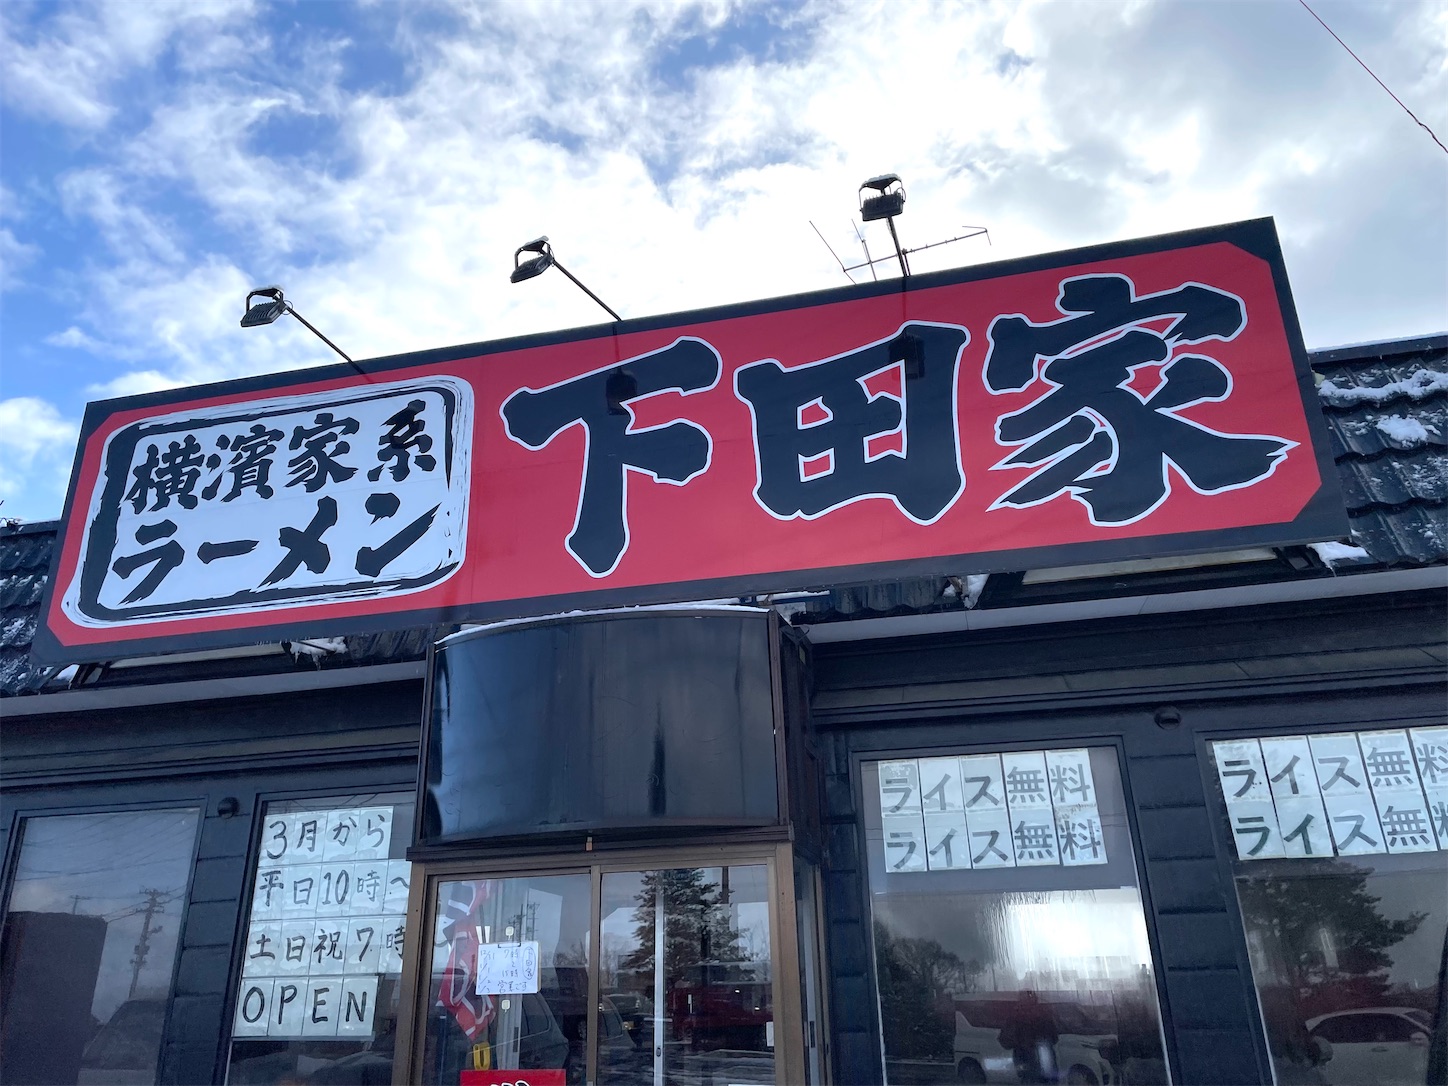 横濱家系
ラーメン
下田家
3月から
平日10時~
土日祝7時
OPEN
ライス無料
ライス無料
ライス無料
ライス無